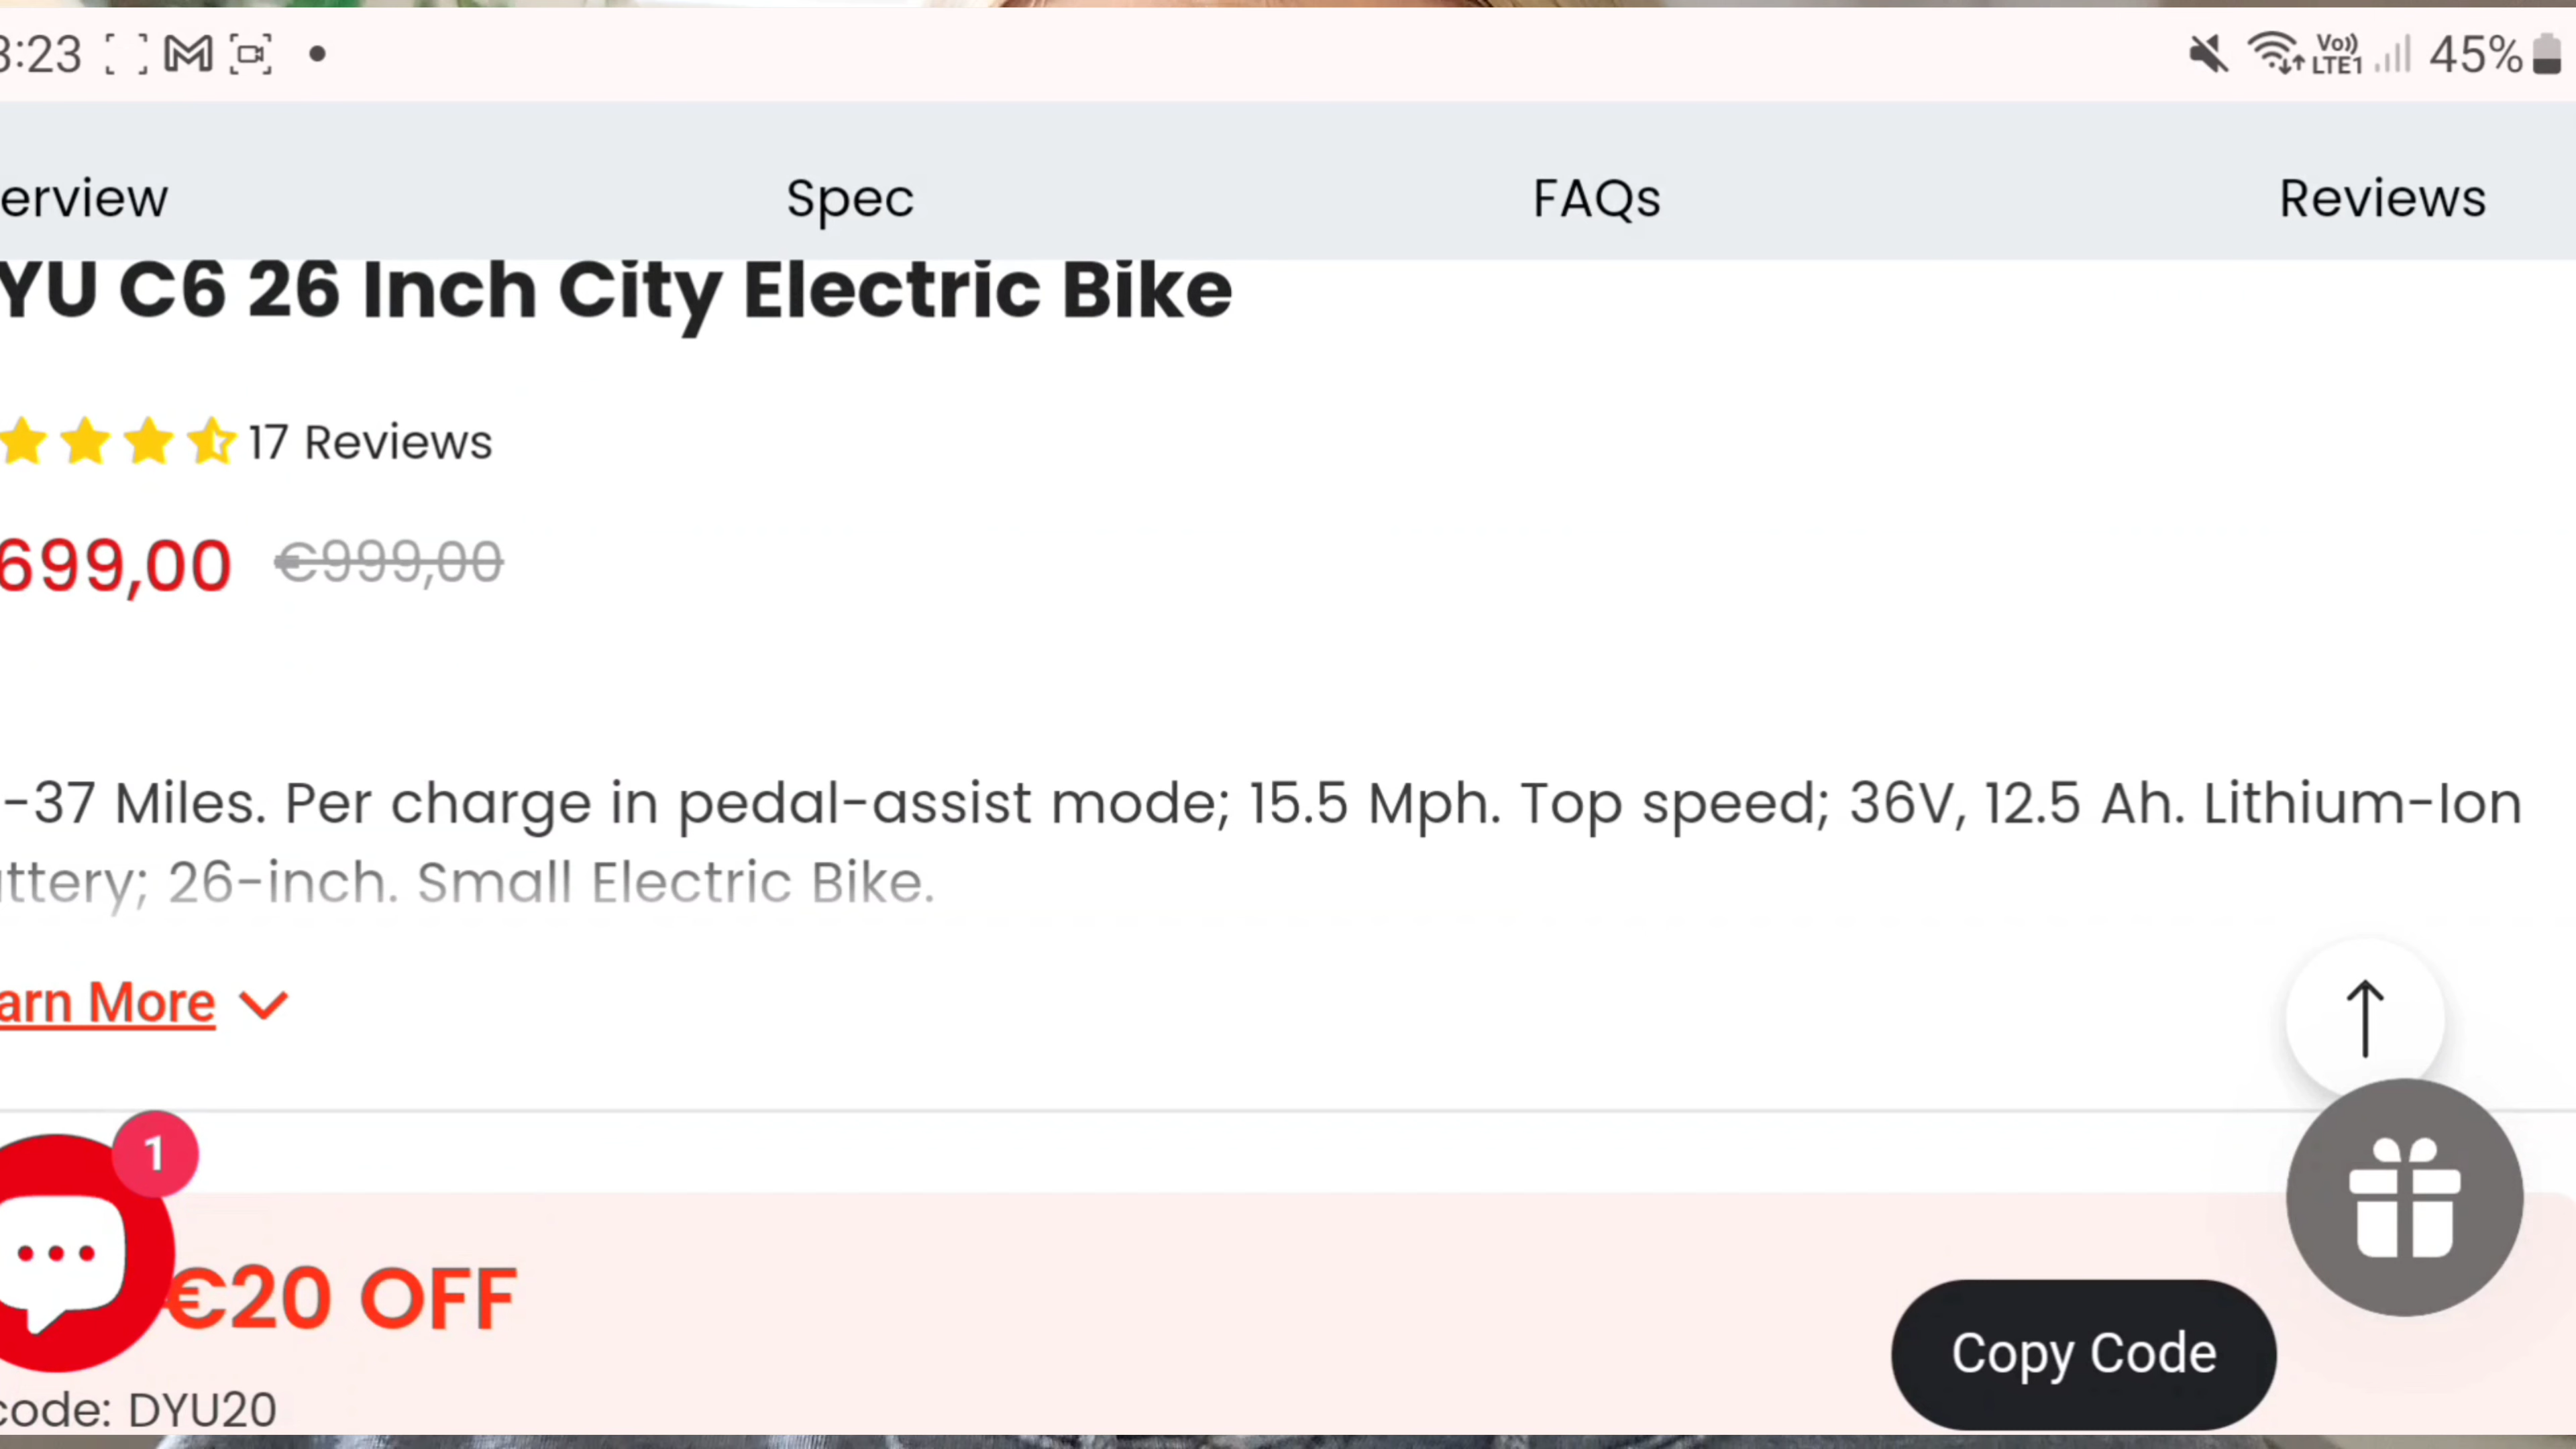 3:23 Vo)) LTE1 45%
erview Spec FAQs Reviews
YU C6 26 Inch City Electric Bike
17 Reviews
699,00 €999,00
-37 Miles. Per charge in pedal-assist mode; 15.5 Mph. Top speed; 36V, 12.5 Ah. Lithium-Ion
ttery; 26-inch. Small Electric Bike.
arn More
1
€20 OFF
Copy Code
code: DYU20